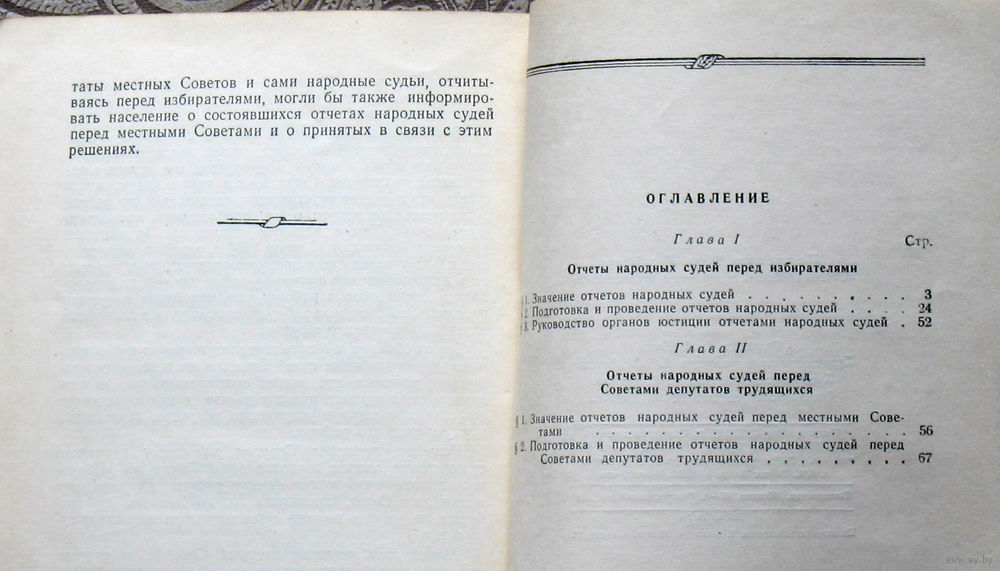 таты местных Советов и сами народные судьи, отчиты-
ваясь перед избирателями, могли бы также информиро-
вать население о состоявшихся отчетах народных судей
перед местными Советами и о принятых в связи с этим
решениях.
ОГЛАВЛЕНИЕ
Глава I Стр.
Отчеты народных судей перед избирателями
§ 1. Значение отчетов народных судей . . . . . . . . . . 3
§ 2. Подготовка и проведение отчетов народных судей . . . . 24
§ 3. Руководство органов юстиции отчетами народных судей . 52
Глава II
Отчеты народных судей перед
Советами депутатов трудящихся
§ 1. Значение отчетов народных судей перед местными Сове-
тами . . . . . . . . . . . . 56
§ 2. Подготовка и проведение отчетов народных судей перед
Советами депутатов трудящихся . . . . . . . . . 67
www.ay.by